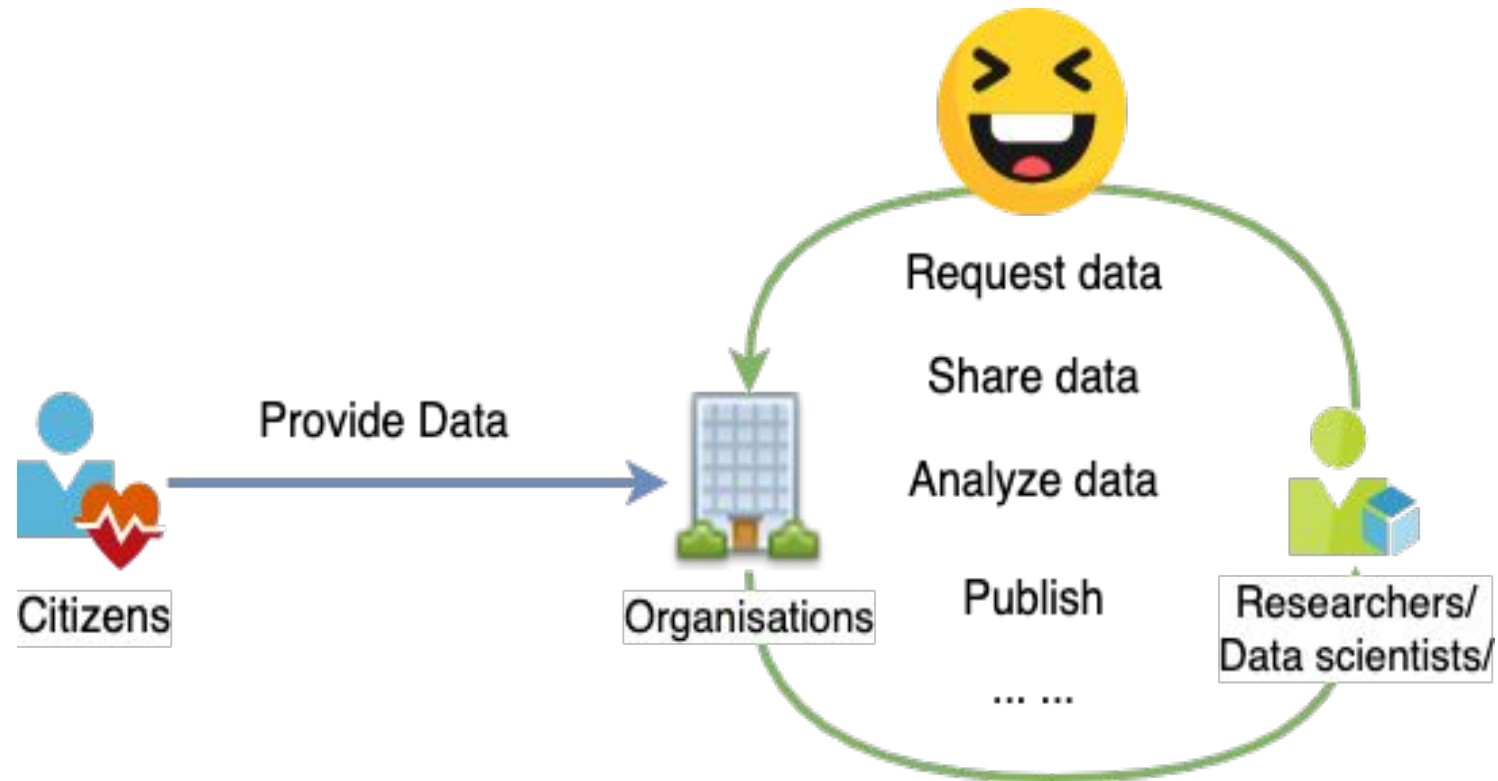 Provide Data
Citizens
Organisations
Request data
Share data
Analyze data
Publish
... ...
Researchers/
Data scientists/